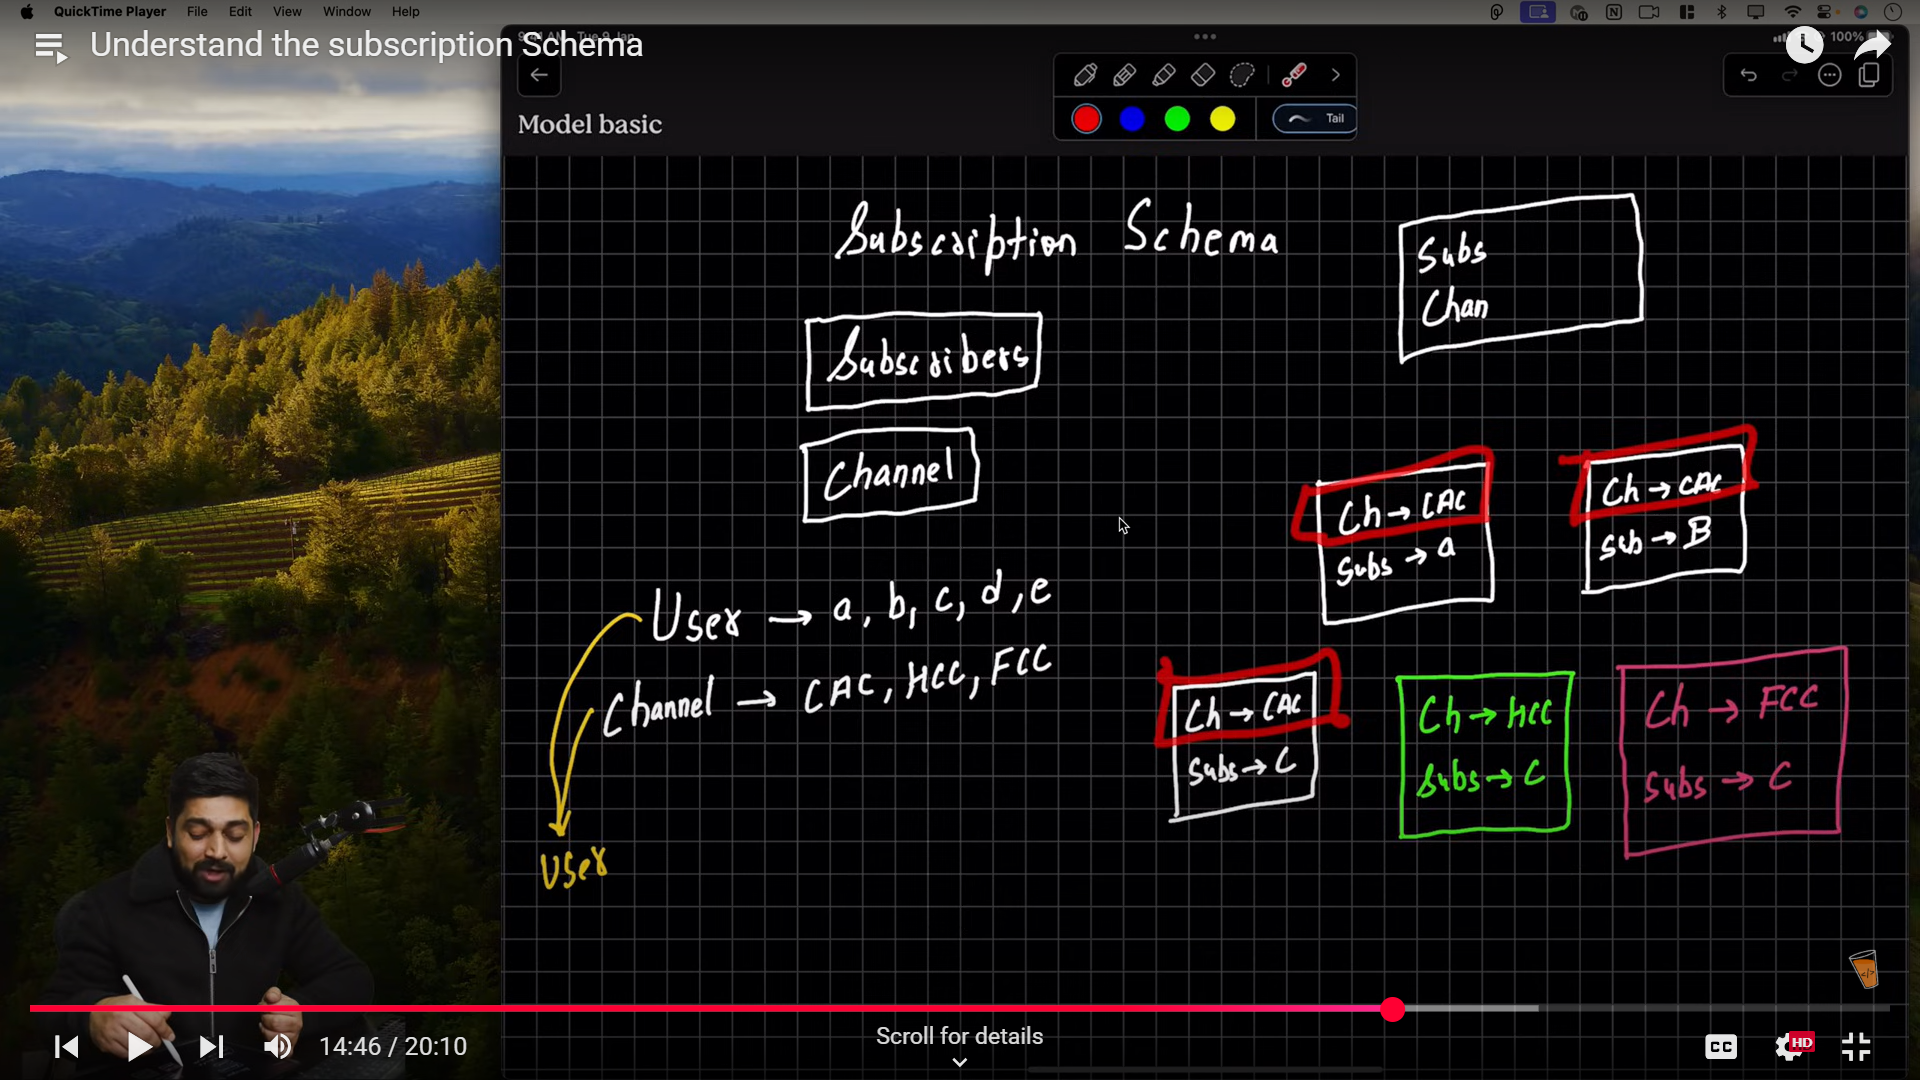 QuickTime Player File Edit View Window Help
Understand the subscription Schema
100%
Model basic
Tail
Subscription Schema
Subs
Chan
Subscribers
Channel
Ch → CAC
Subs → a
Ch → CAC
Sub → B
User → a, b, c, d, e
Channel → CAC, HCC, FCC
User
Ch → CAC
Subs → C
Ch → HCC
Subs → C
Ch → FCC
Subs → C
Scroll for details
14:46 / 20:10
CC
HD